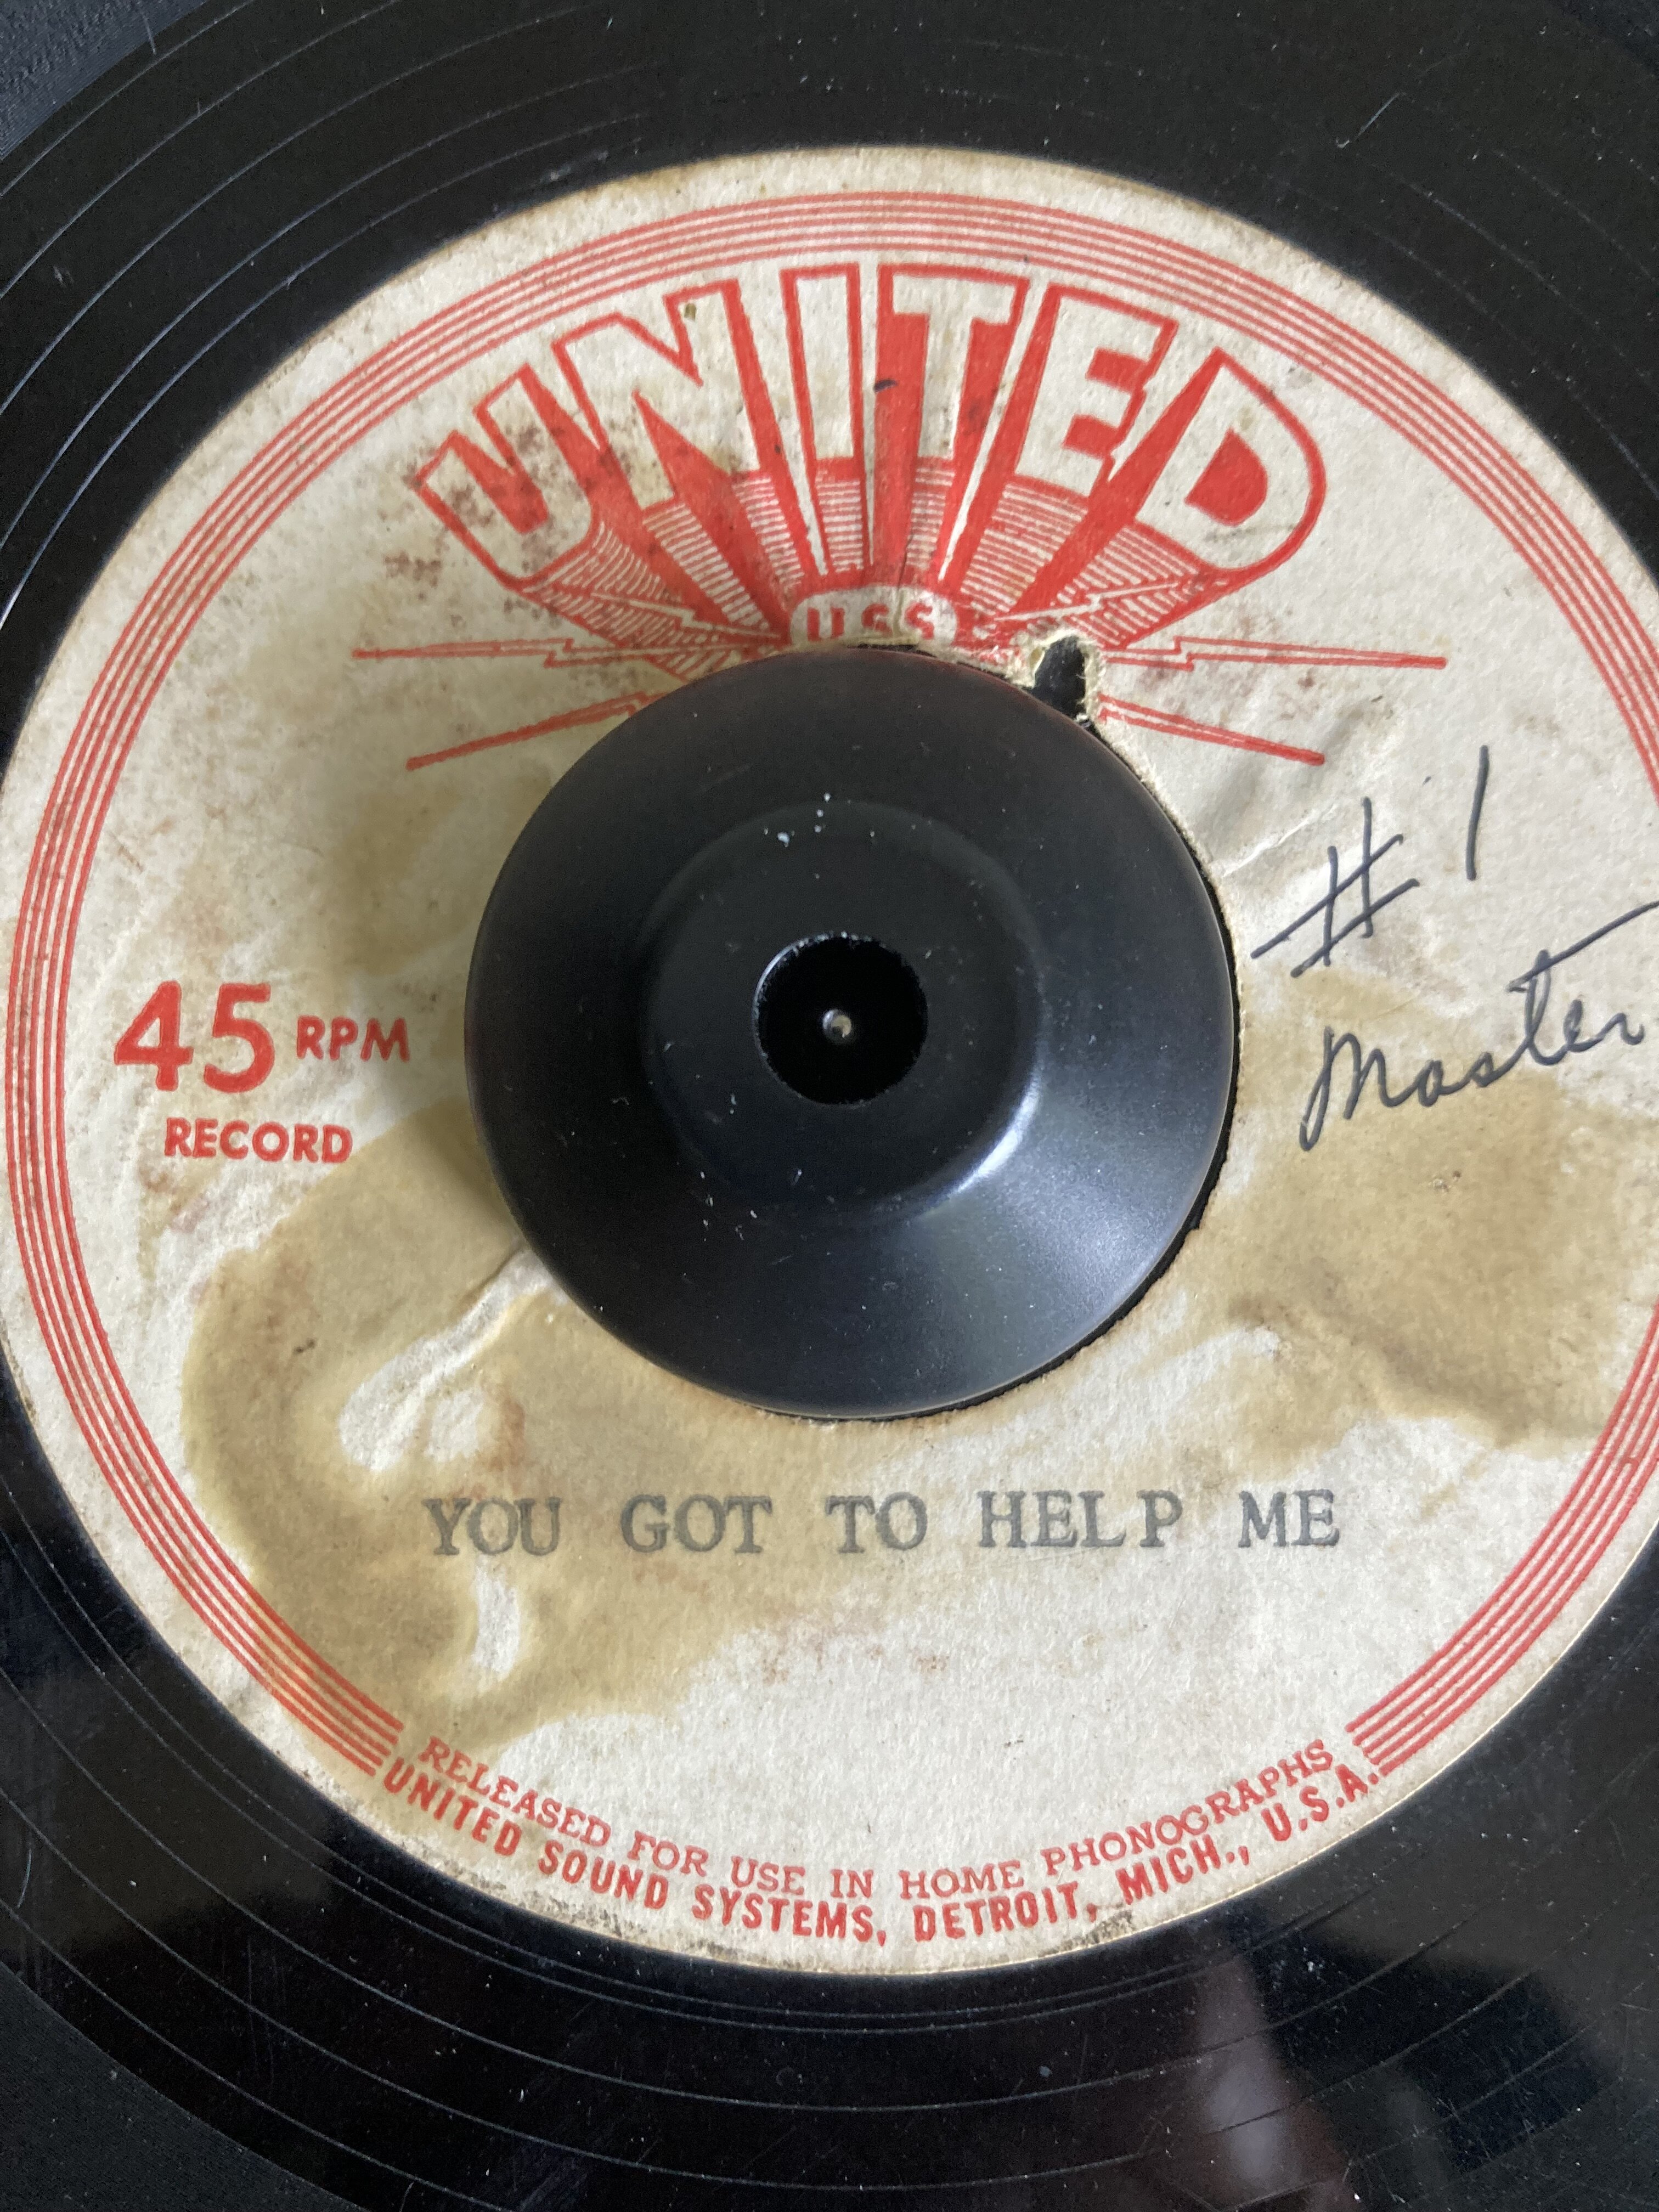 UNITED
# 1
Master
45 RPM
RECORD
YOU GOT TO HELP ME
RELEASED FOR USE IN HOME PHONOGRAPHS
UNITED SOUND SYSTEMS, DETROIT, MICH., U.S.A.